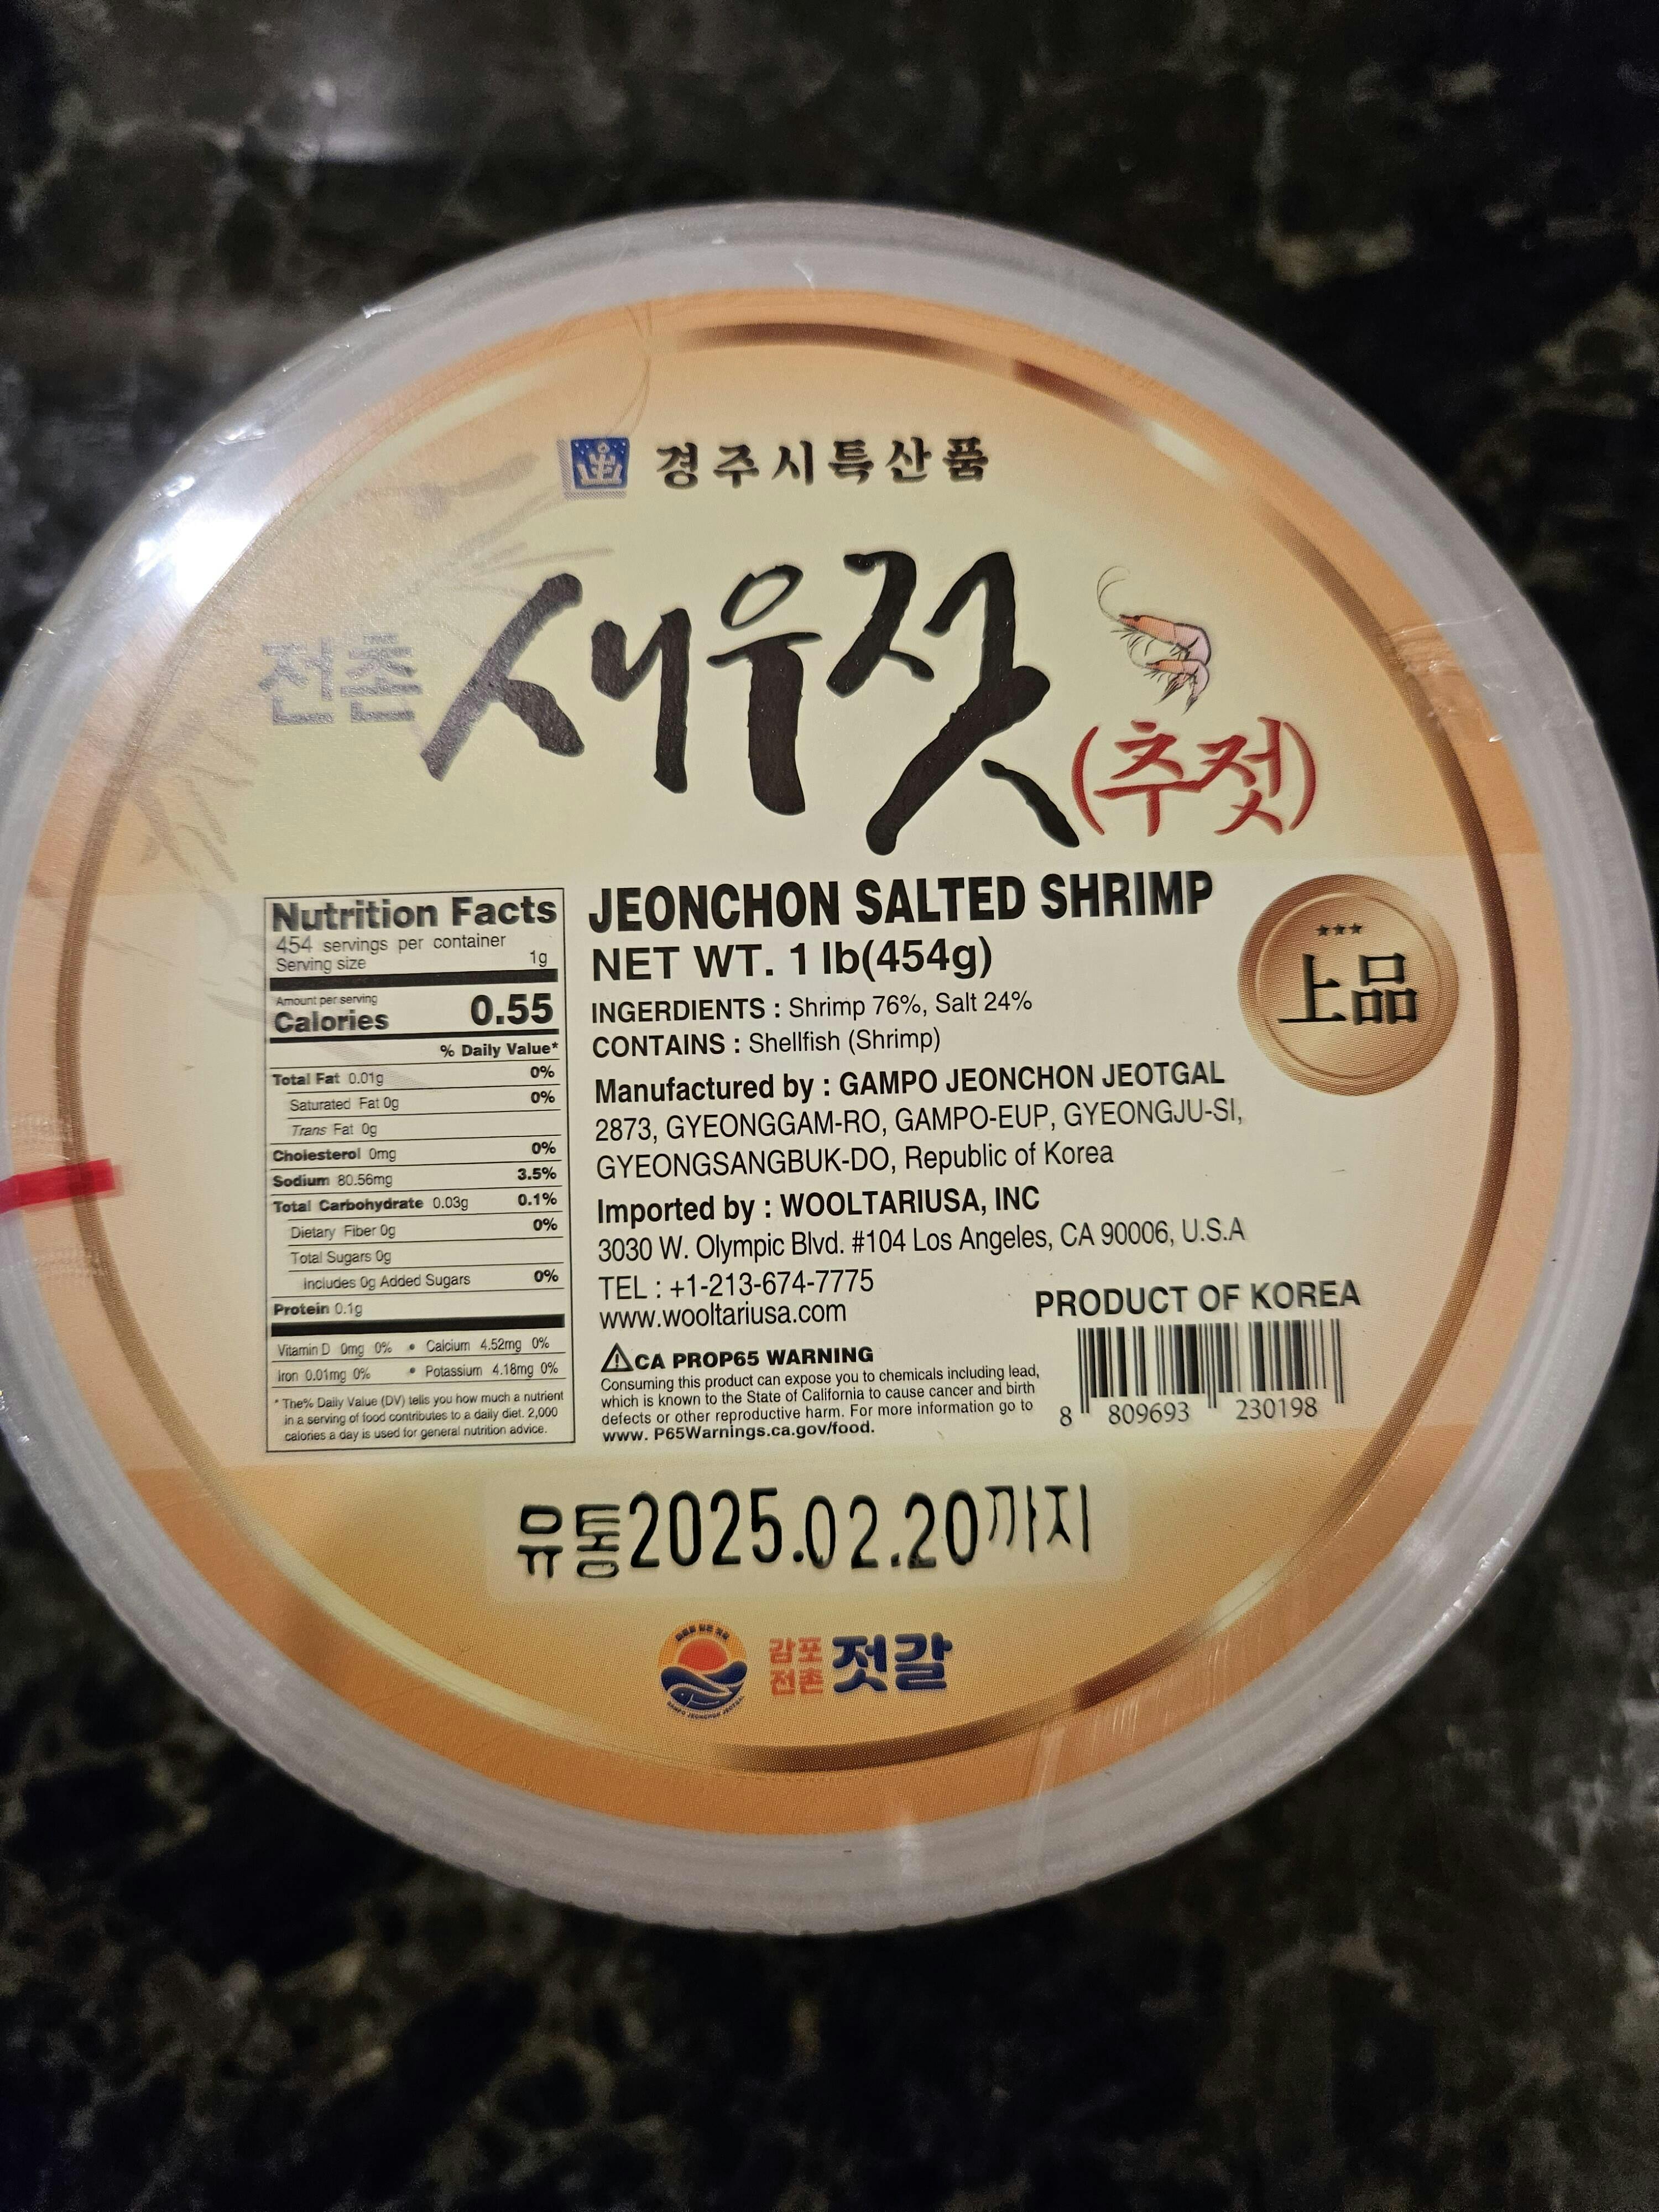 경주시특산품
전촌 새우젓
(추젓)
Nutrition Facts
454 servings per container
Serving size 1g
Amount per serving
Calories 0.55
% Daily Value*
Total Fat 0.01g 0%
Saturated Fat 0g 0%
Trans Fat 0g
Cholesterol 0mg 0%
Sodium 80.56mg 3.5%
Total Carbohydrate 0.03g 0.1%
Dietary Fiber 0g 0%
Total Sugars 0g
Includes 0g Added Sugars 0%
Protein 0.1g
Vitamin D 0mg 0% • Calcium 4.52mg 0%
Iron 0.01mg 0% • Potassium 4.18mg 0%
* The% Daily Value (DV) tells you how much a nutrient
in a serving of food contributes to a daily diet. 2,000
calories a day is used for general nutrition advice.
JEONCHON SALTED SHRIMP
NET WT. 1 lb(454g)
INGERDIENTS : Shrimp 76%, Salt 24%
CONTAINS : Shellfish (Shrimp)
上品
Manufactured by : GAMPO JEONCHON JEOTGAL
2873, GYEONGGAM-RO, GAMPO-EUP, GYEONGJU-SI,
GYEONGSANGBUK-DO, Republic of Korea
Imported by : WOOLTARIUSA, INC
3030 W. Olympic Blvd. #104 Los Angeles, CA 90006, U.S.A
TEL : +1-213-674-7775
www.wooltariusa.com
CA PROP65 WARNING
Consuming this product can expose you to chemicals including lead,
which is known to the State of California to cause cancer and birth
defects or other reproductive harm. For more information go to
www. P65Warnings.ca.gov/food.
PRODUCT OF KOREA
8 809693 230198
유통2025.02.20까지
GAMPO JEONCHON JEOTGAL
감포
전촌 젓갈